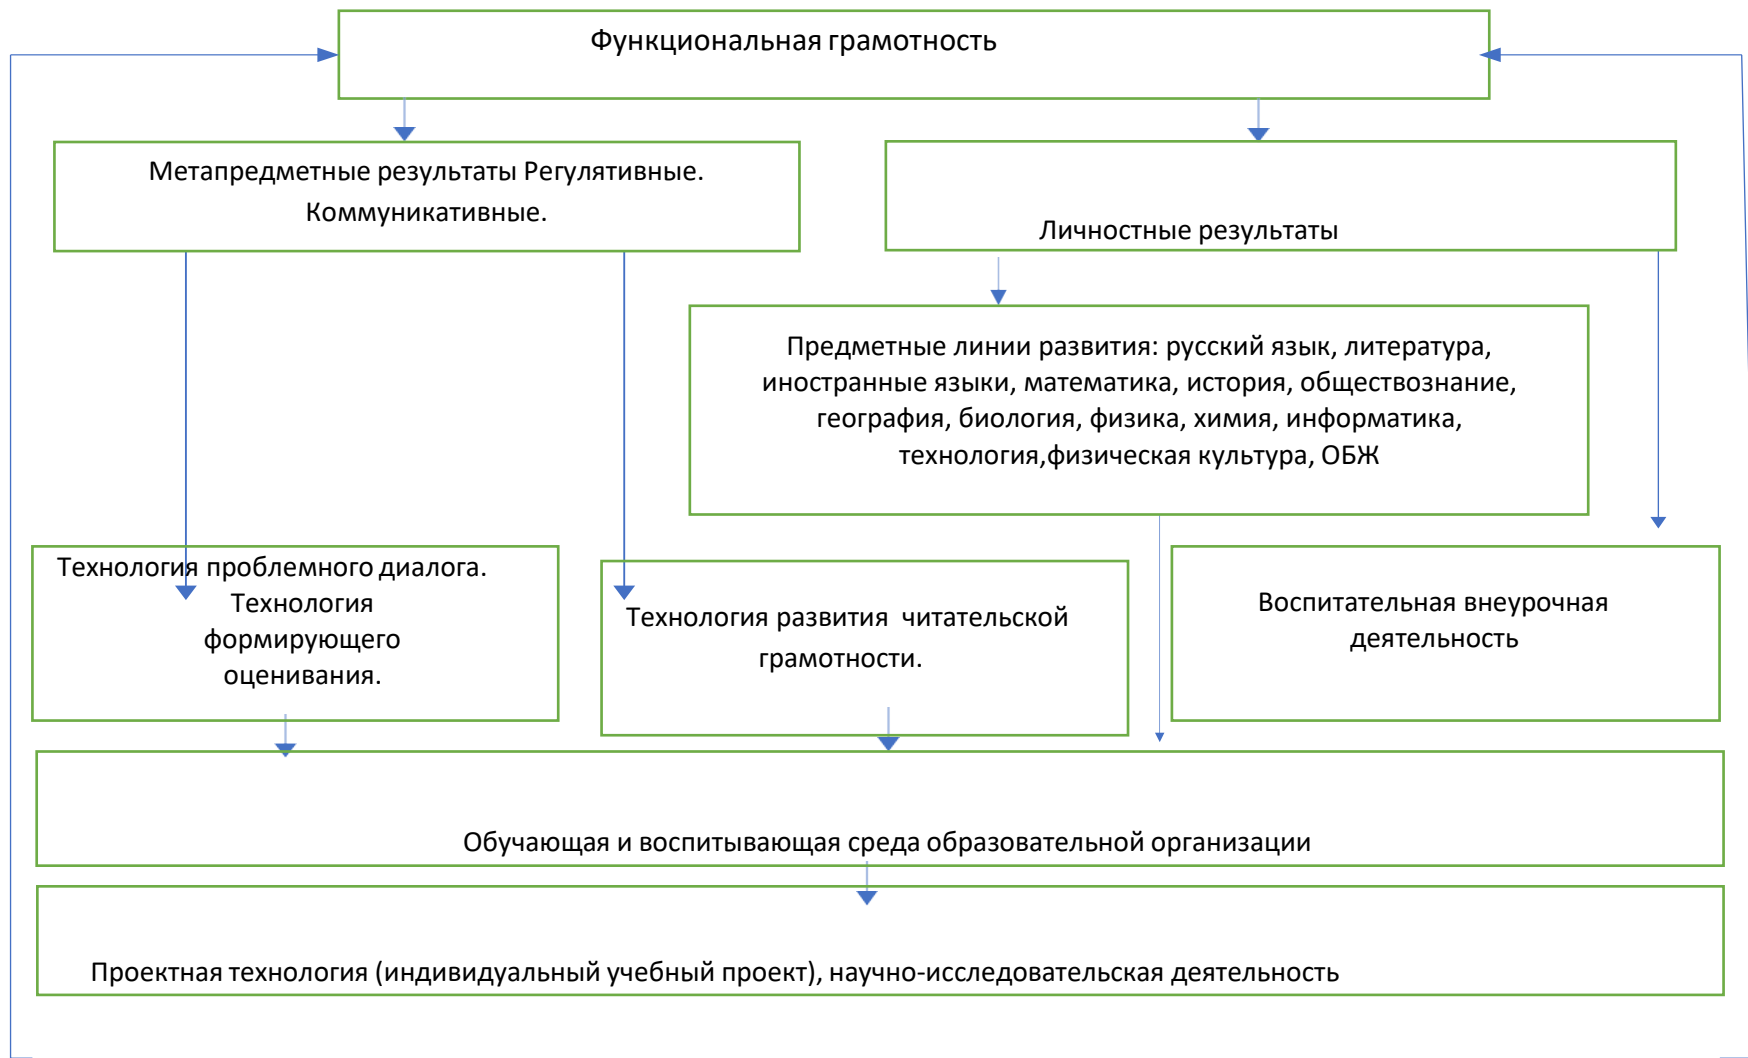 Функциональная грамотность
Метапредметные результаты Регулятивные.
Коммуникативные.
Личностные результаты
Предметные линии развития: русский язык, литература,
иностранные языки, математика, история, обществознание,
география, биология, физика, химия, информатика,
технология,физическая культура, ОБЖ
Технология проблемного диалога.
Технология
формирующего
оценивания.
Технология развития читательской
грамотности.
Воспитательная внеурочная
деятельность
Обучающая и воспитывающая среда образовательной организации
Проектная технология (индивидуальный учебный проект), научно-исследовательская деятельность